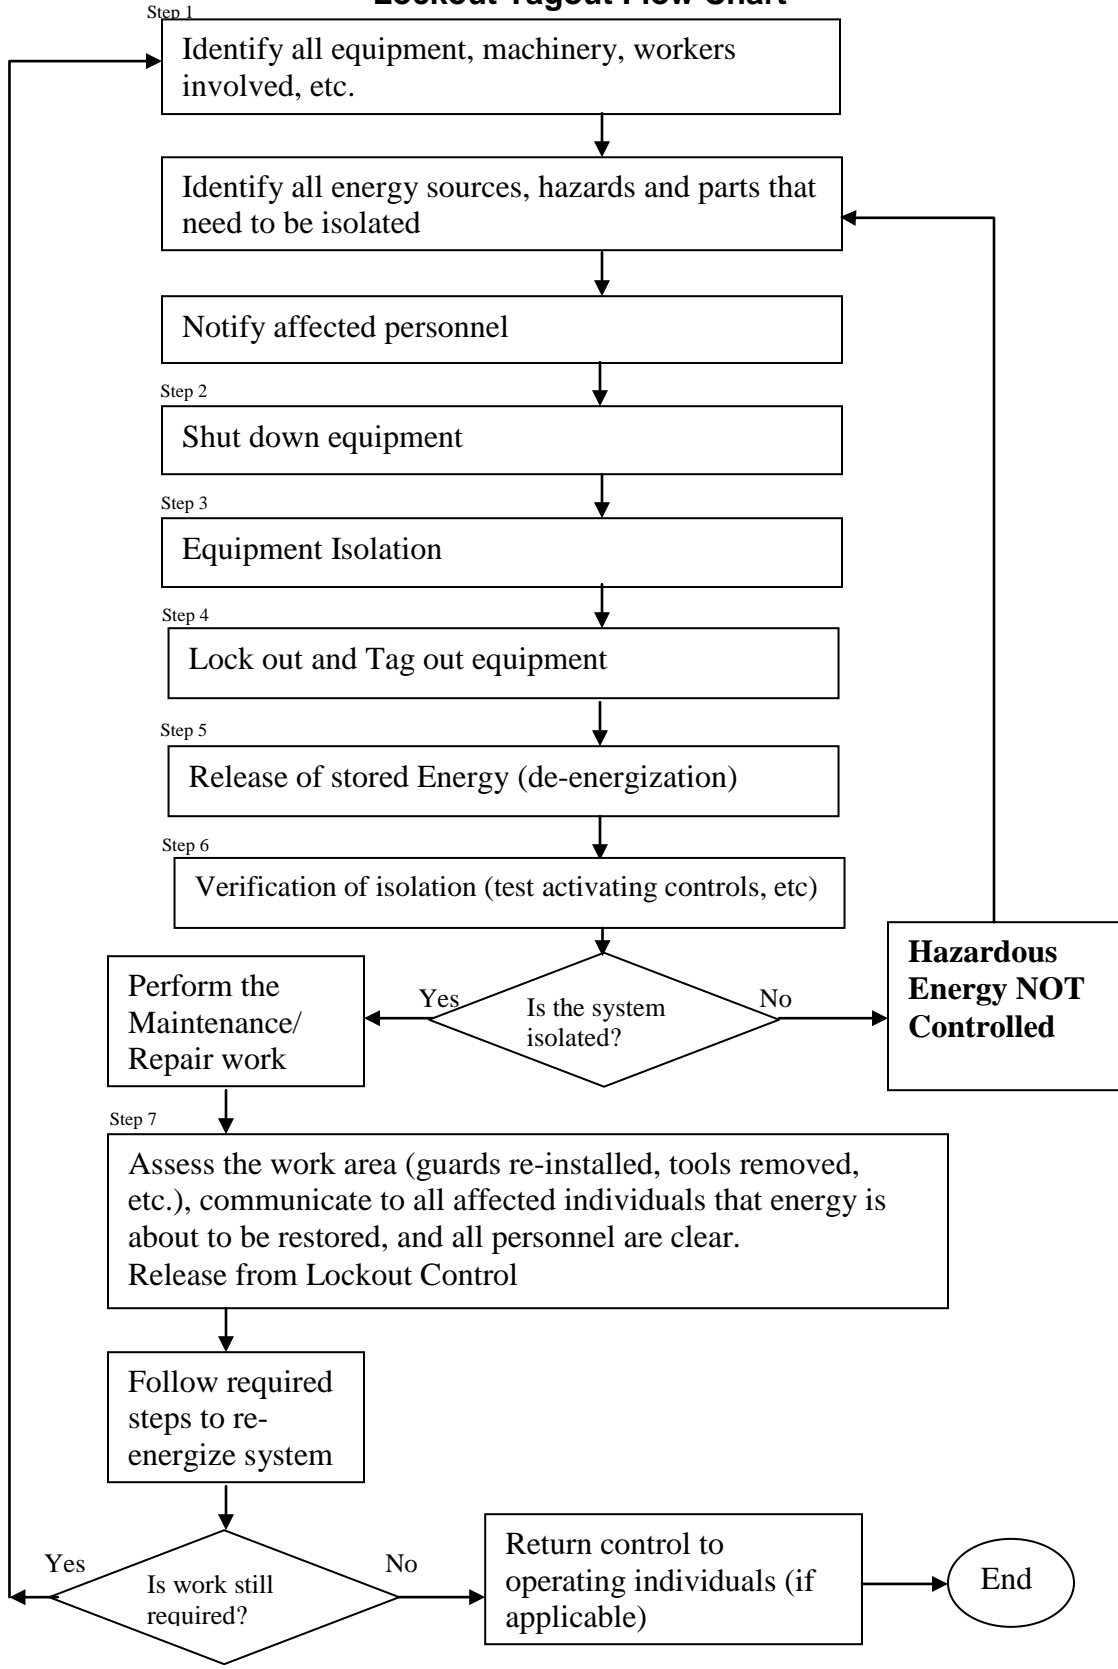 Lockout Tagout Flow Chart
Step 1
Identify all equipment, machinery, workers
involved, etc.
Identify all energy sources, hazards and parts that
need to be isolated
Notify affected personnel
Step 2
Shut down equipment
Step 3
Equipment Isolation
Step 4
Lock out and Tag out equipment
Step 5
Release of stored Energy (de-energization)
Step 6
Verification of isolation (test activating controls, etc)
Is the system
isolated?
Yes
No
Hazardous
Energy NOT
Controlled
Perform the
Maintenance/
Repair work
Step 7
Assess the work area (guards re-installed, tools removed,
etc.), communicate to all affected individuals that energy is
about to be restored, and all personnel are clear.
Release from Lockout Control
Follow required
steps to re-
energize system
Is work still
required?
Yes
No
Return control to
operating individuals (if
applicable)
End